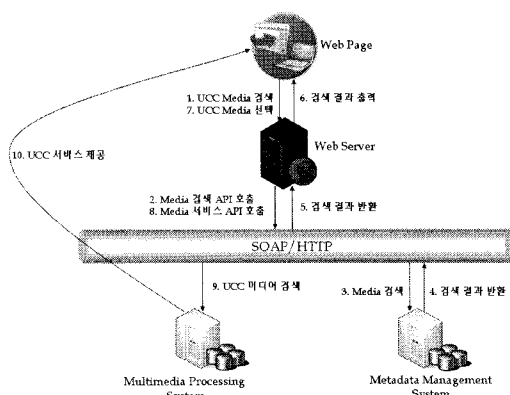 Web Page
1. UCC Media 검색
7. UCC Media 선택
6. 검색 결과 출력
Web Server
10. UCC 서비스 제공
2. Media 검색 API 호출
8. Media 서비스 API 호출
5. 검색 결과 반환
SOAP/HTTP
9. UCC 미디어 검색
3. Media 검색
4. 검색 결과 반환
Multimedia Processing
System
Metadata Management
System